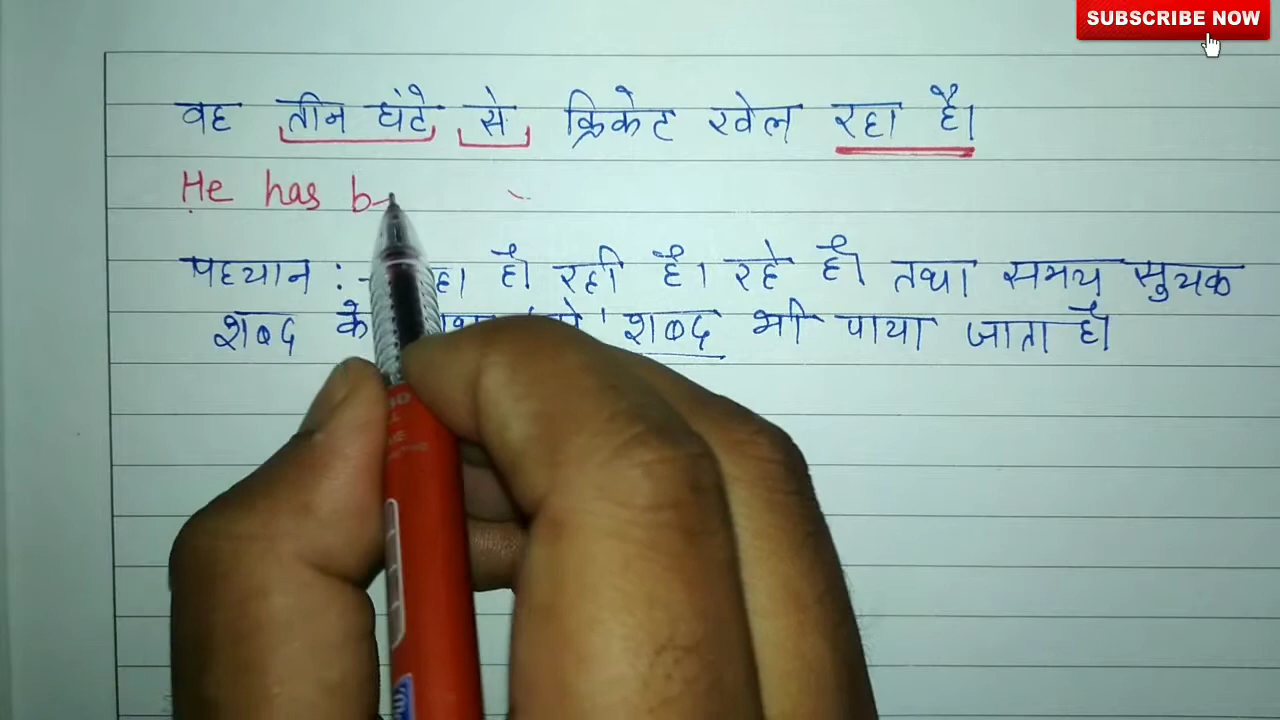 SUBSCRIBE NOW
वह तीन घंटे से क्रिकेट खेल रहा है।
He has b
पहचान :- है। रही है। रहे है। तथा समय सुचक
शब्द के शब्द भी पाया जाता है।